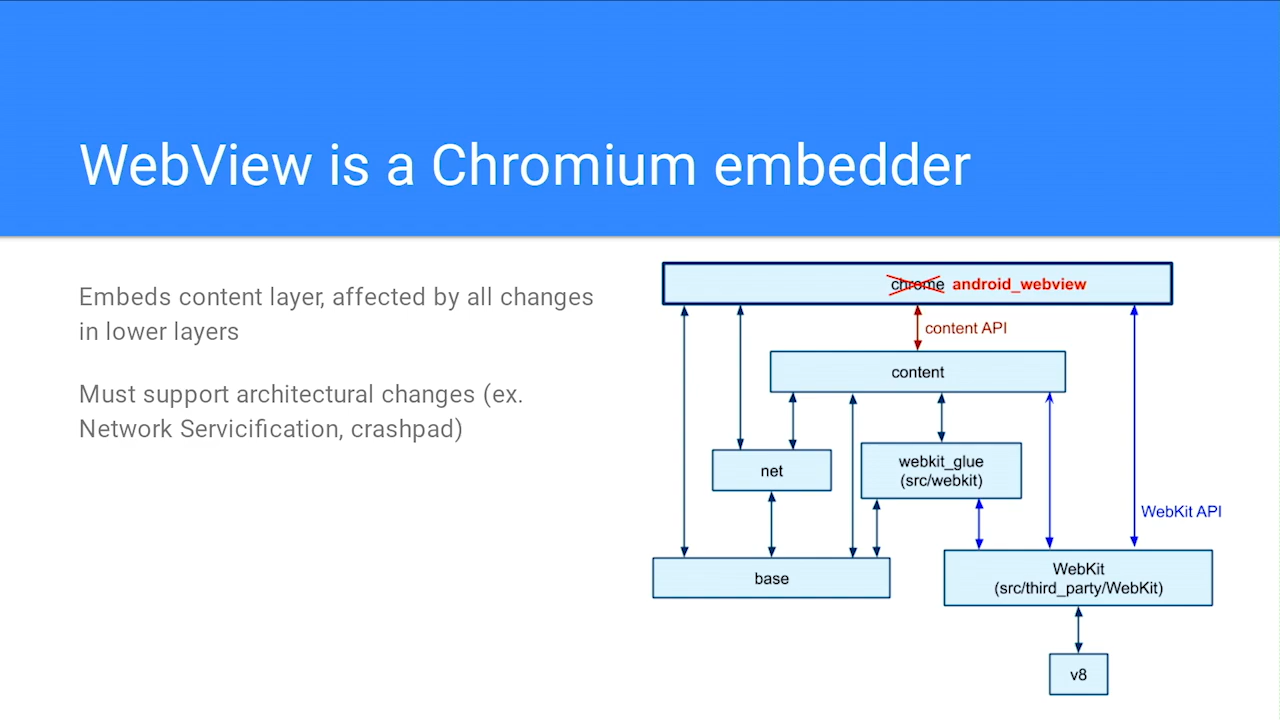 WebView is a Chromium embedder
Embeds content layer, affected by all changes
in lower layers
Must support architectural changes (ex.
Network Servicification, crashpad)
chrome android_webview
content API
content
net
webkit_glue
(src/webkit)
WebKit API
base
WebKit
(src/third_party/WebKit)
v8